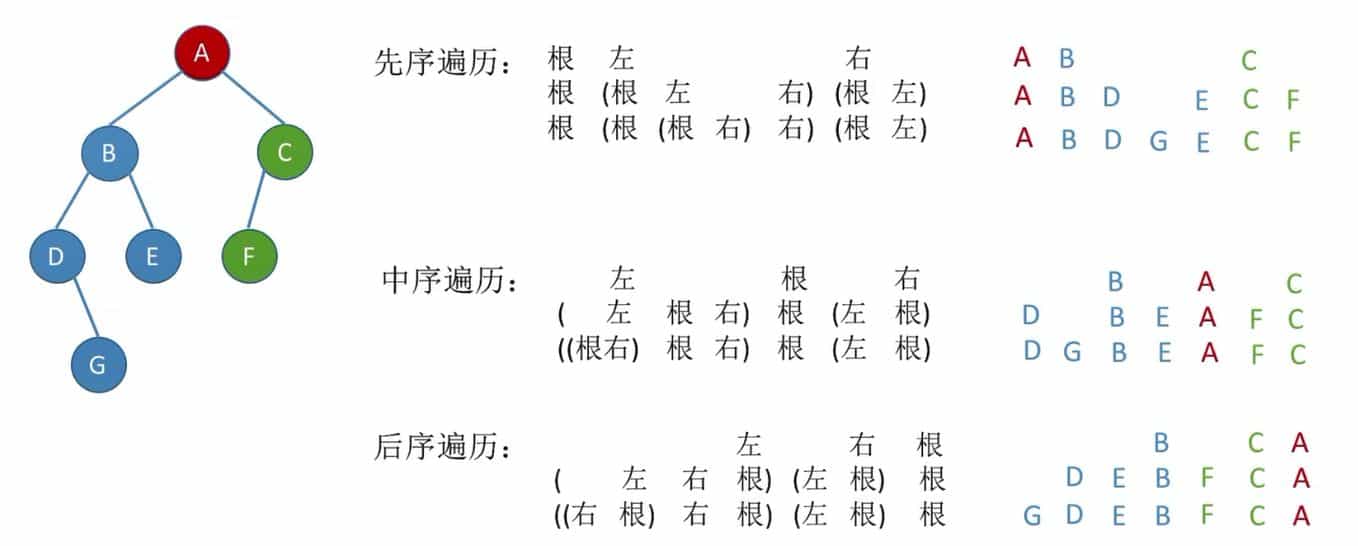 A
B
C
D
E
F
G
先序遍历： 根 左 右 A B C
根 (根 左 右) (根 左) A B D E C F
根 (根 (根 右) 右) (根 左) A B D G E C F
中序遍历： 左 根 右 B A C
( 左 根 右) 根 (左 根) D B E A F C
((根右) 根 右) 根 (左 根) D G B E A F C
后序遍历： 左 右 根 B C A
( 左 右 根) (左 根) 根 D E B F C A
((右 根) 右 根) (左 根) 根 G D E B F C A